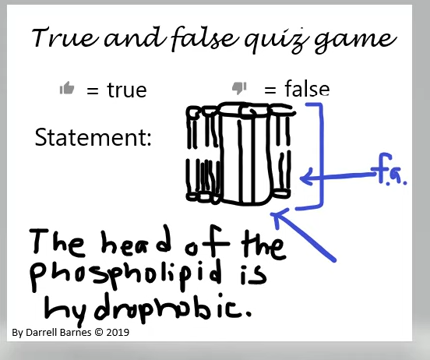 True and false quiz game
= true = false
Statement:
f.a.
The head of the
phospholipid is
hydrophobic.
By Darrell Barnes © 2019